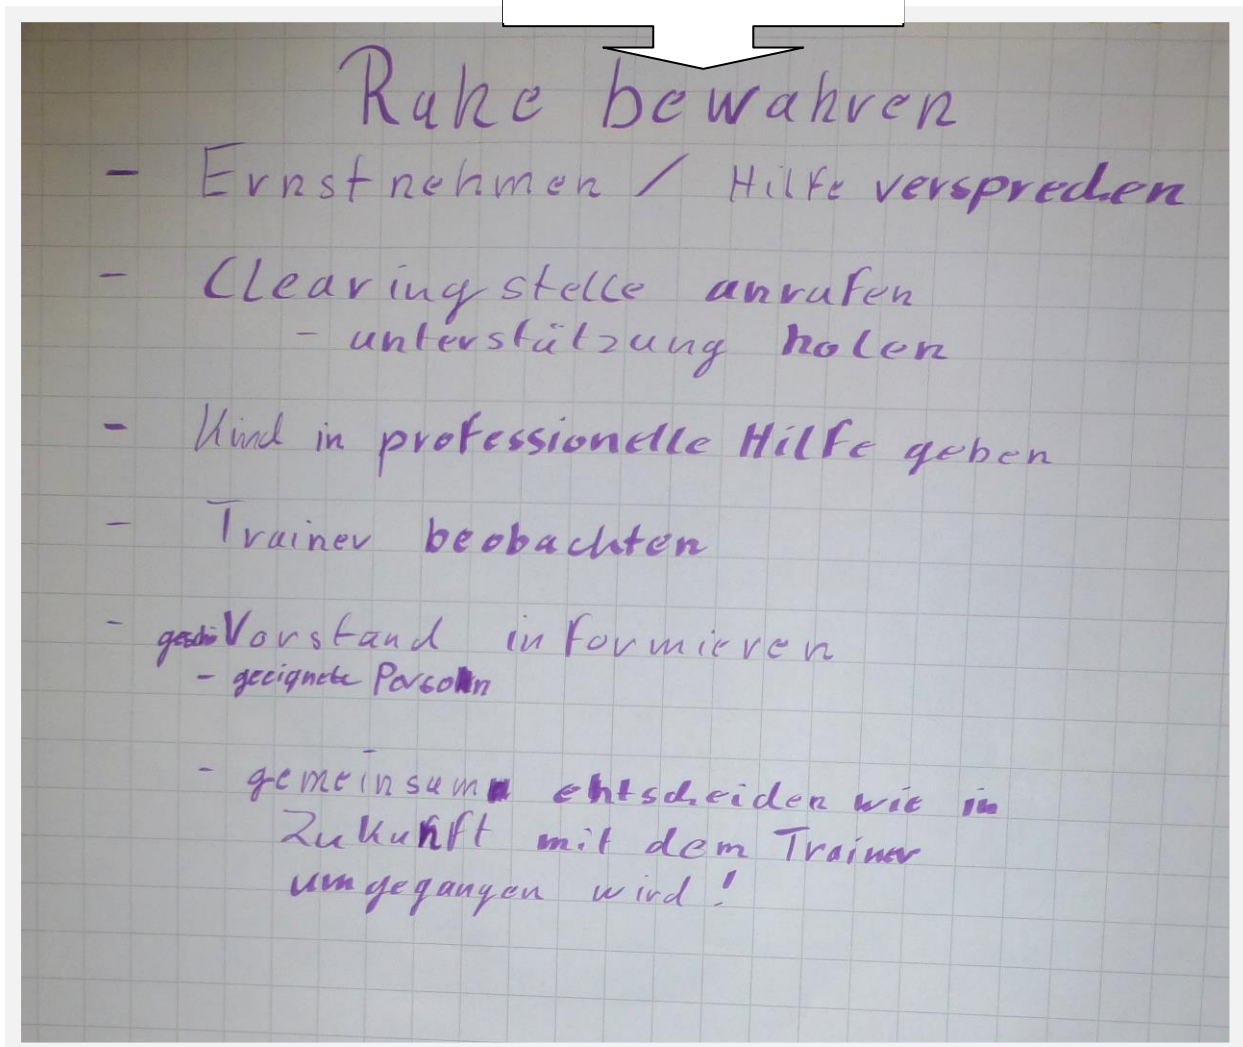 Ruhe bewahren
- Ernstnehmen / Hilfe versprechen
- Clearingstelle anrufen
- unterstützung holen
- Kind in professionelle Hilfe geben
- Trainer beobachten
- Vorstand informieren
- geeignete Person
- gemeinsam entscheiden wie in
Zukunft mit dem Trainer
umgegangen wird!